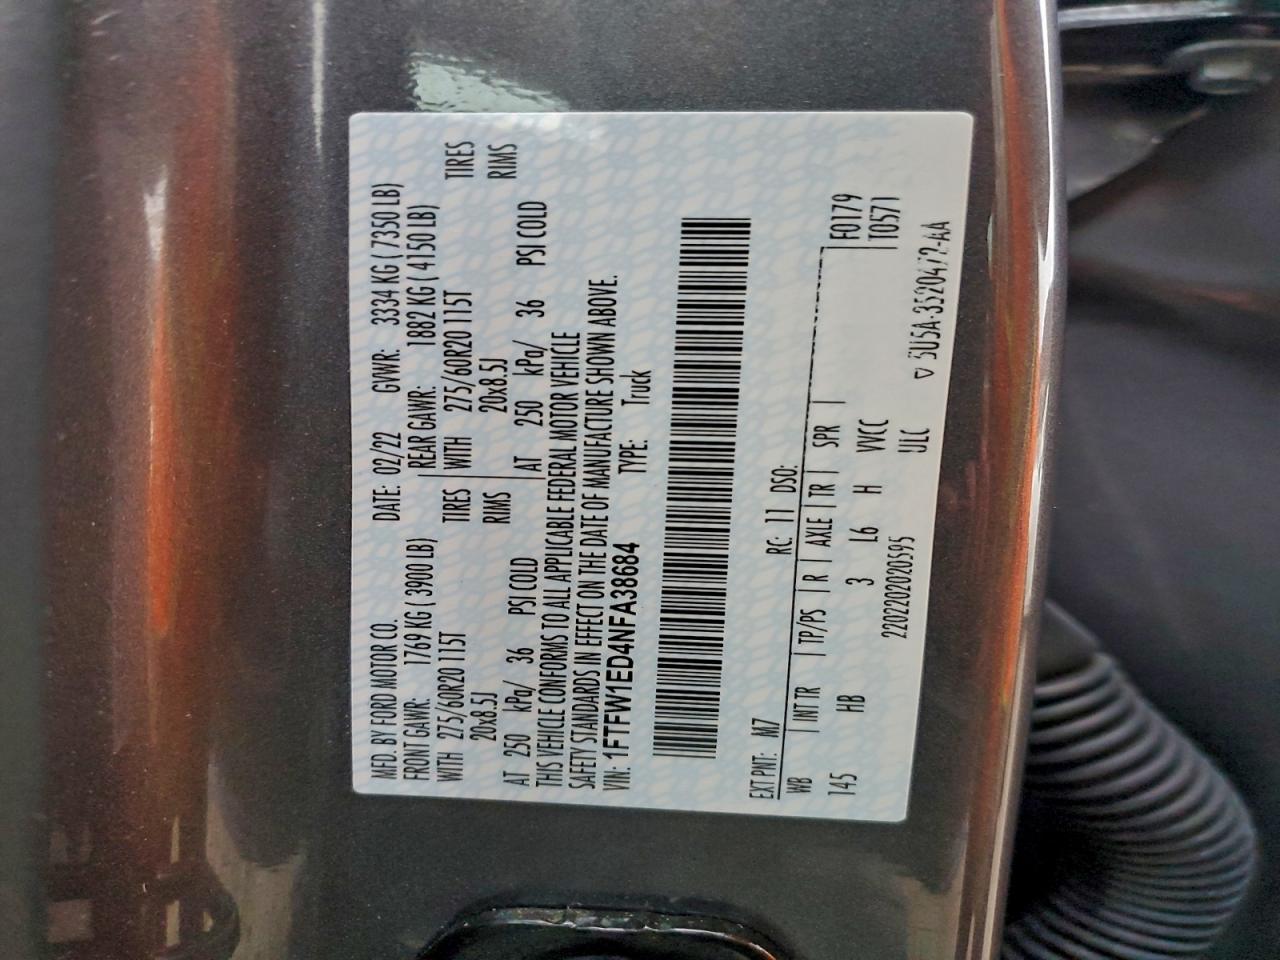 MFD. BY FORD MOTOR CO. DATE: 02/22 GVWR: 3334 KG ( 7350 LB)
FRONT GAWR: 1769 KG ( 3900 LB) REAR GAWR: 1882 KG ( 4150 LB)
WITH 275/60R20 115T TIRES WITH 275/60R20 115T TIRES
20x8.5J RIMS 20x8.5J RIMS
AT 250 kPa/ 36 PSI COLD AT 250 kPa/ 36 PSI COLD
THIS VEHICLE CONFORMS TO ALL APPLICABLE FEDERAL MOTOR VEHICLE
SAFETY STANDARDS IN EFFECT ON THE DATE OF MANUFACTURE SHOWN ABOVE.
VIN: 1FTFW1ED4NFA38684 TYPE: Truck
EXT PNT: M7 RC: 11 DSO:
WB INT TR TP/PS R AXLE TR SPR F0179
145 HB 3 L6 H VVCC T0571
220220202059​5 ULC
5U5A-3520472-AA